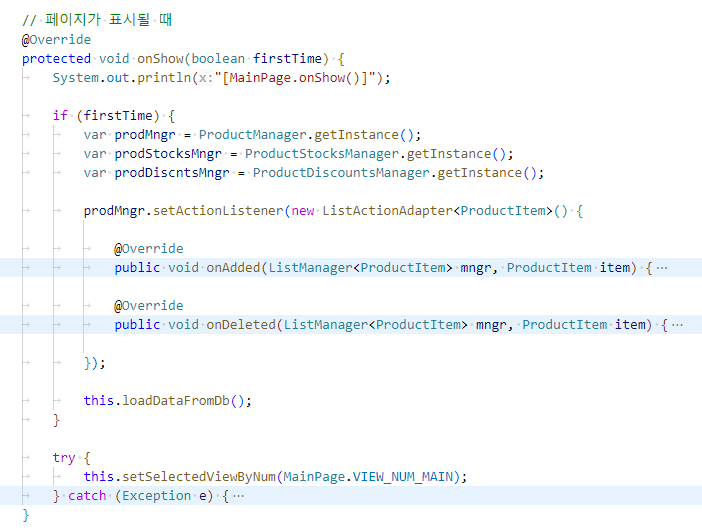 // 페이지가 표시될 때
@Override
protected void onShow(boolean firstTime) {
System.out.println(x:"[MainPage.onShow()]");
if (firstTime) {
var prodMngr = ProductManager.getInstance();
var prodStocksMngr = ProductStocksManager.getInstance();
var prodDiscntsMngr = ProductDiscountsManager.getInstance();
prodMngr.setActionListener(new ListActionAdapter<ProductItem>() {
@Override
public void onAdded(ListManager<ProductItem> mngr, ProductItem item) {…
@Override
public void onDeleted(ListManager<ProductItem> mngr, ProductItem item) {…
});
this.loadDataFromDb();
}
try {
this.setSelectedViewByNum(MainPage.VIEW_NUM_MAIN);
} catch (Exception e) {…
}